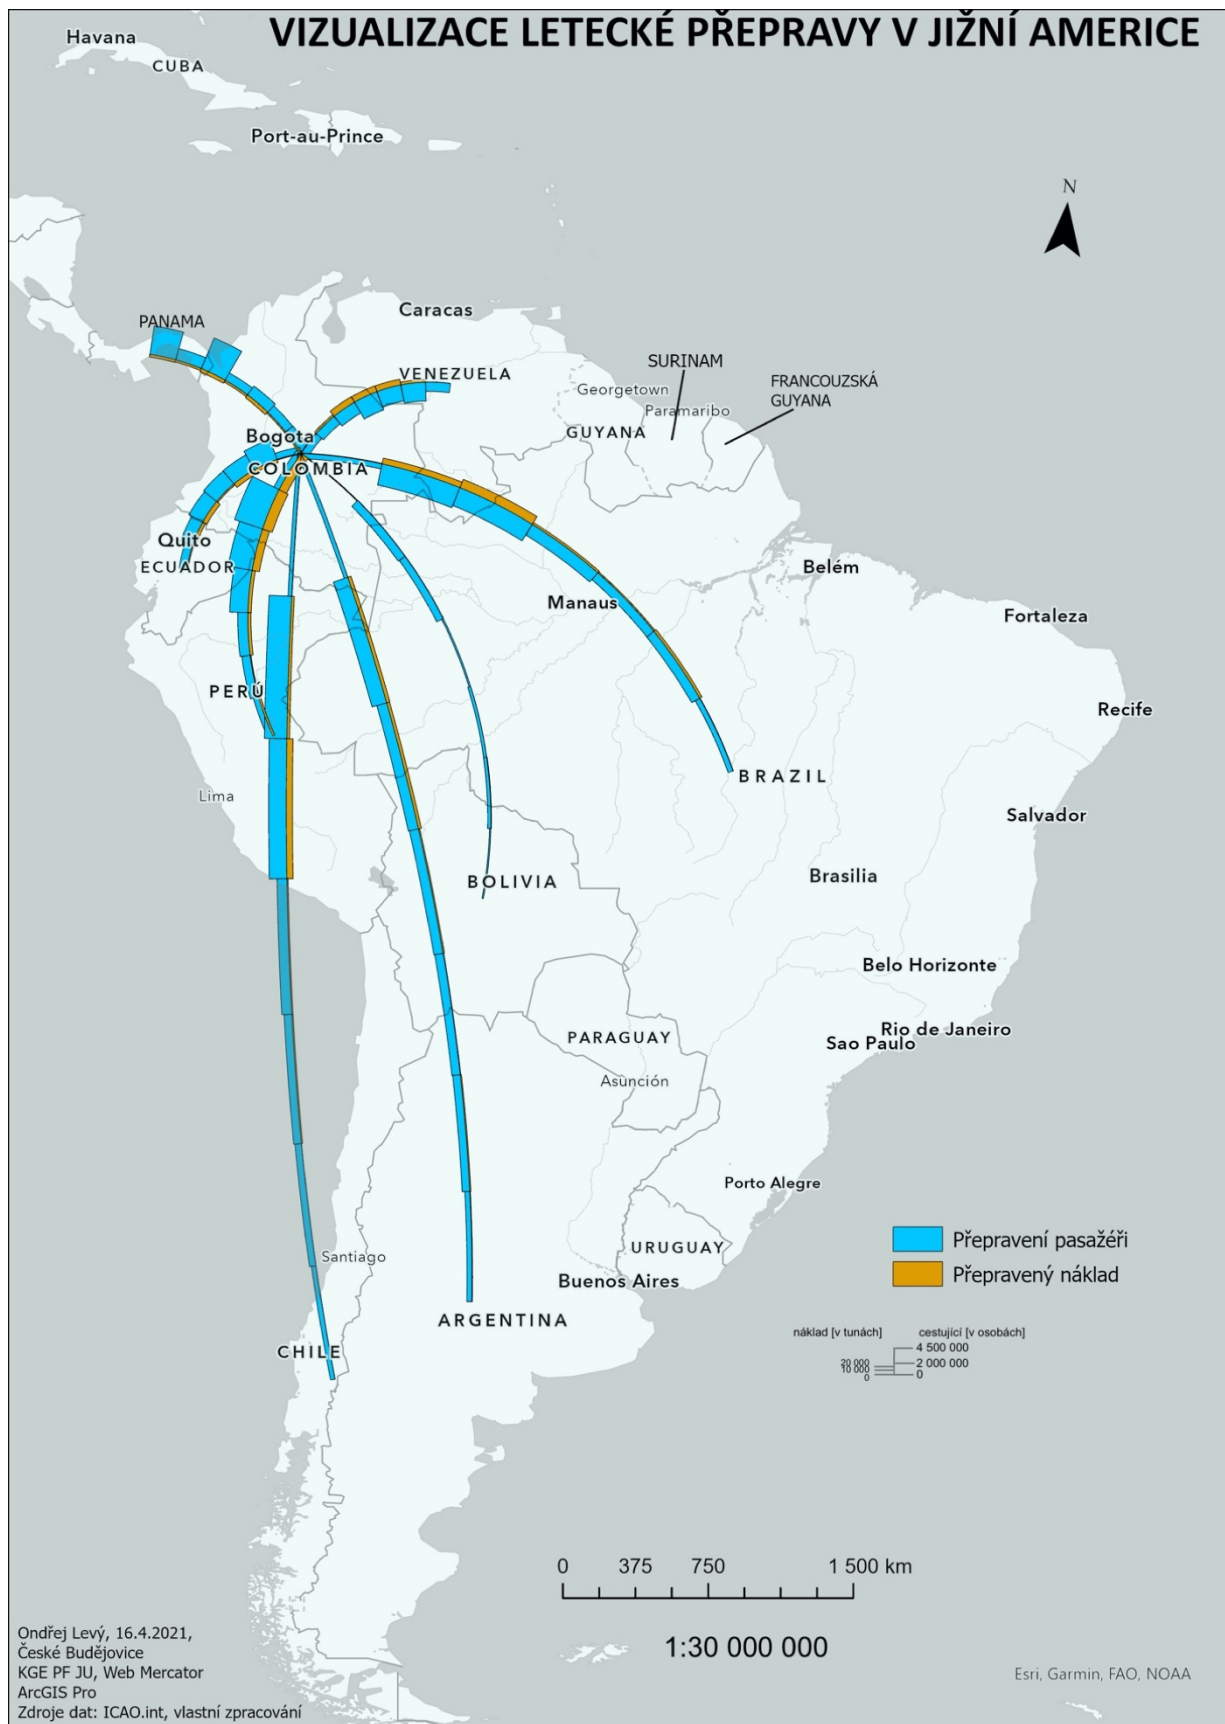 VIZUALIZACE LETECKÉ PŘEPRAVY V JIŽNÍ AMERICE
Havana
CUBA
Port-au-Prince
N
Caracas
PANAMA
VENEZUELA
SURINAM
FRANCOUZSKÁ
GUYANA
Georgetown
Paramaribo
GUYANA
Bogota
COLOMBIA
Quito
ECUADOR
Belém
Manaus
Fortaleza
PERÚ
Recife
BRAZIL
Lima
Salvador
Brasilia
BOLIVIA
Belo Horizonte
Rio de Janeiro
Sao Paulo
PARAGUAY
Asunción
Porto Alegre
Santiago
URUGUAY
Buenos Aires
ARGENTINA
CHILE
Přepravení pasažéři
Přepravený náklad
náklad [v tunách] cestující [v osobách]
4 500 000
20 000 2 000 000
10 000
0 0
0 375 750 1 500 km
1:30 000 000
Ondřej Levý, 16.4.2021,
České Budějovice
KGE PF JU, Web Mercator
ArcGIS Pro
Zdroje dat: ICAO.int, vlastní zpracování
Esri, Garmin, FAO, NOAA